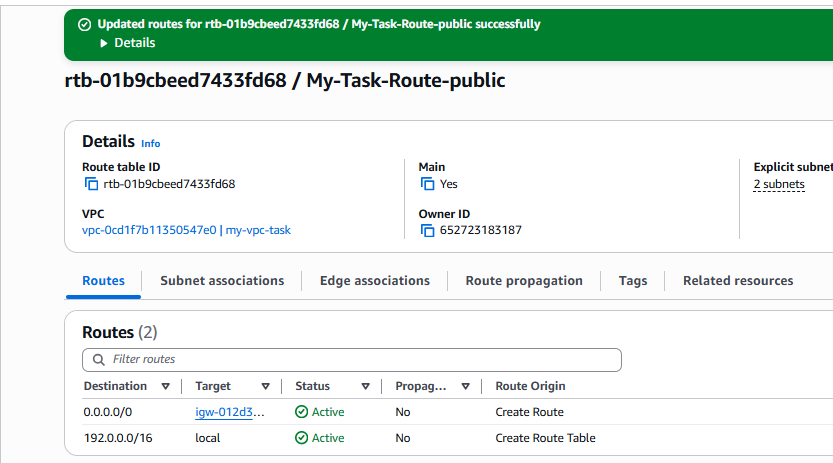 Updated routes for rtb-01b9cbeed7433fd68 / My-Task-Route-public successfully
Details
rtb-01b9cbeed7433fd68 / My-Task-Route-public
Details Info
Route table ID
rtb-01b9cbeed7433fd68
Main
Yes
Explicit subnet
2 subnets
VPC
vpc-0cd1f7b11350547e0 | my-vpc-task
Owner ID
652723183187
Routes Subnet associations Edge associations Route propagation Tags Related resources
Routes (2)
Filter routes
Destination Target Status Propag... Route Origin
0.0.0.0/0 igw-012d3... Active No Create Route
192.0.0.0/16 local Active No Create Route Table